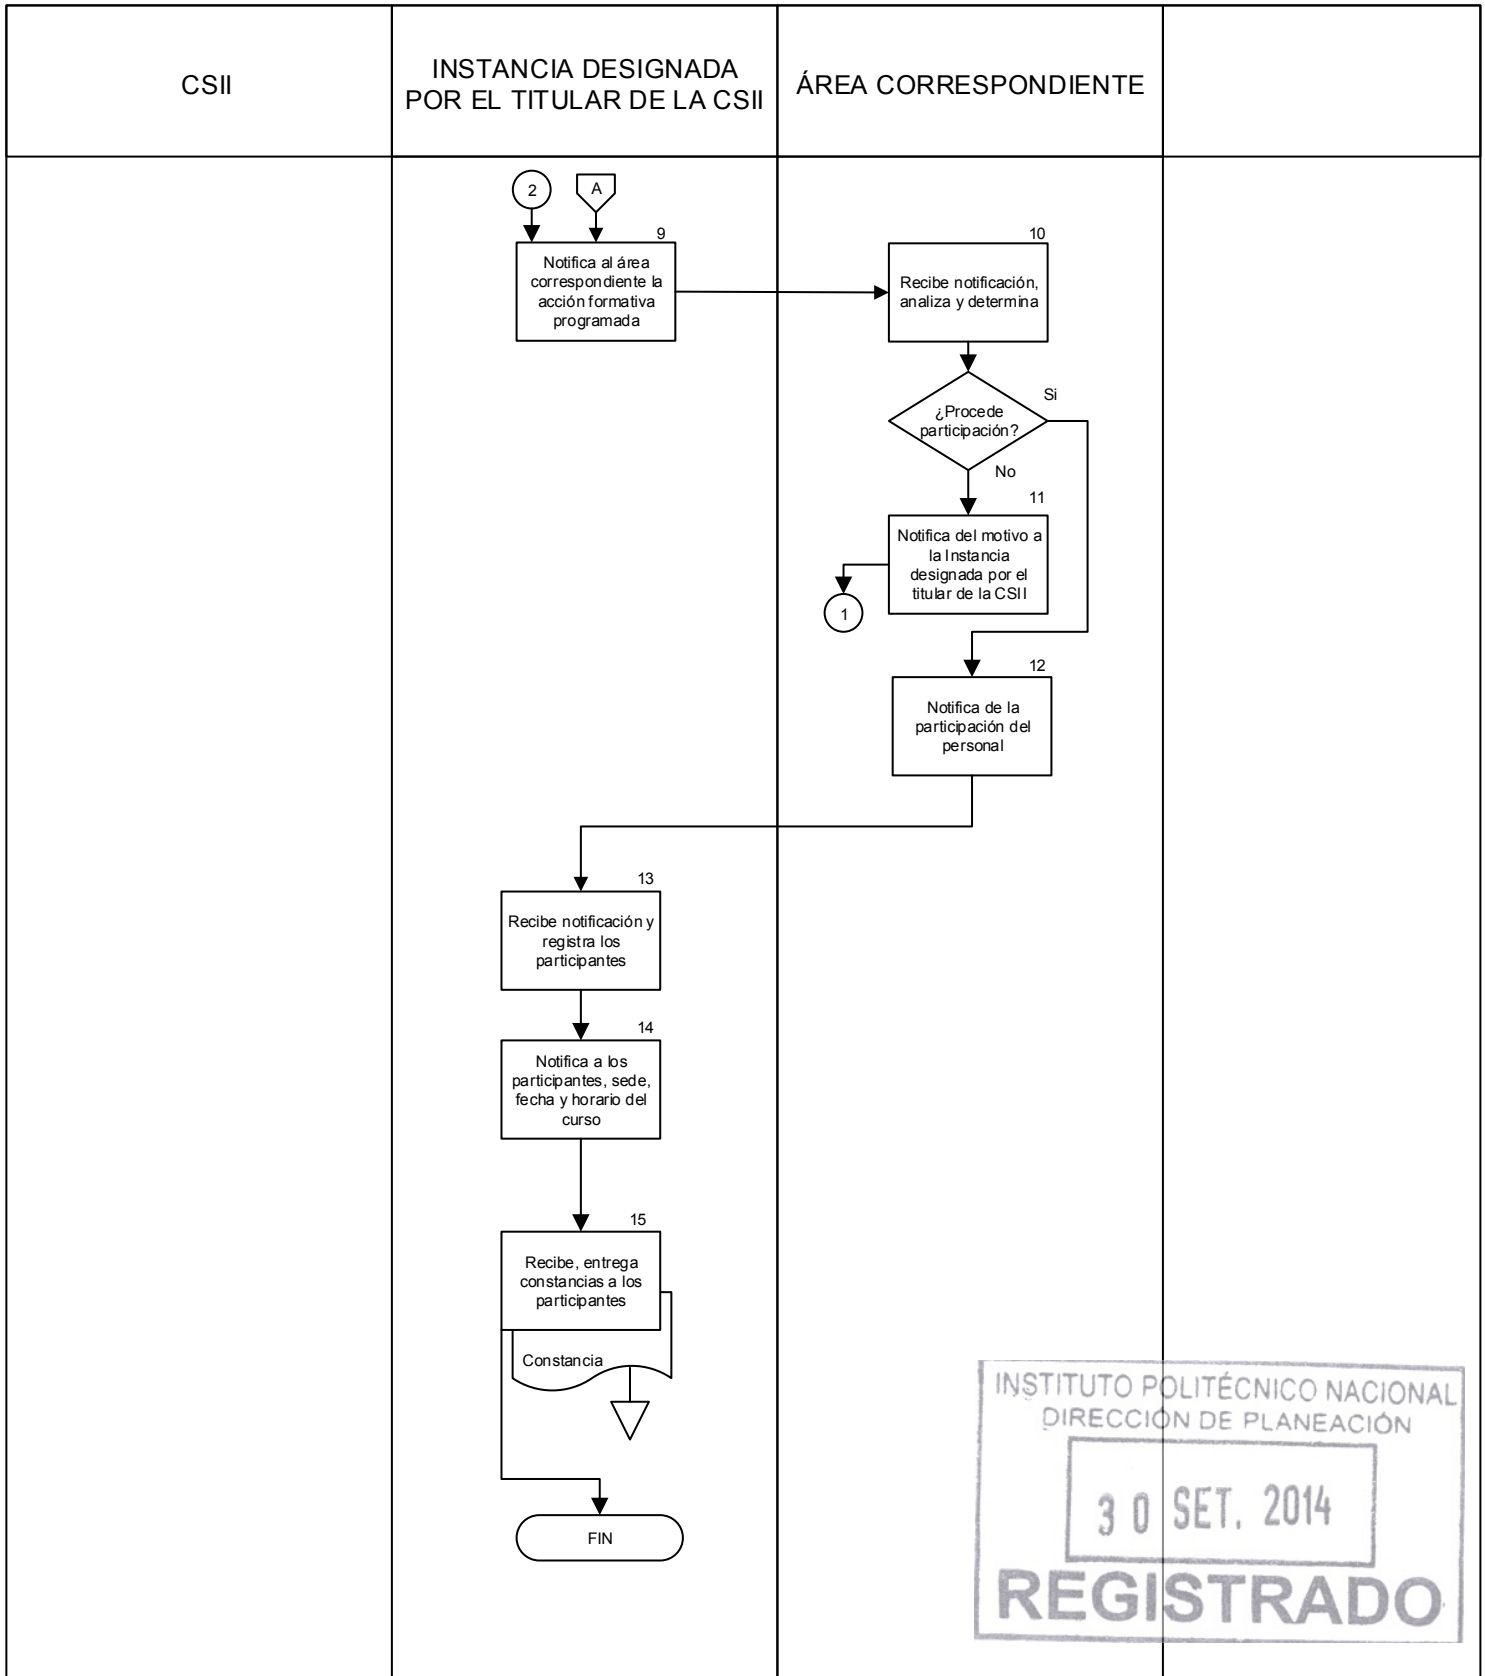 CSII
INSTANCIA DESIGNADA
POR EL TITULAR DE LA CSII
ÁREA CORRESPONDIENTE
2
A
9
Notifica al área
correspondiente la
acción formativa
programada
10
Recibe notificación,
analiza y determina
¿Procede
participación?
Si
No
11
Notifica del motivo a
la Instancia
designada por el
titular de la CSII
1
12
Notifica de la
participación del
personal
13
Recibe notificación y
registra los
participantes
14
Notifica a los
participantes, sede,
fecha y horario del
curso
15
Recibe, entrega
constancias a los
participantes
Constancia
FIN
INSTITUTO POLITÉCNICO NACIONAL
DIRECCIÓN DE PLANEACIÓN
30 SET. 2014
REGISTRADO